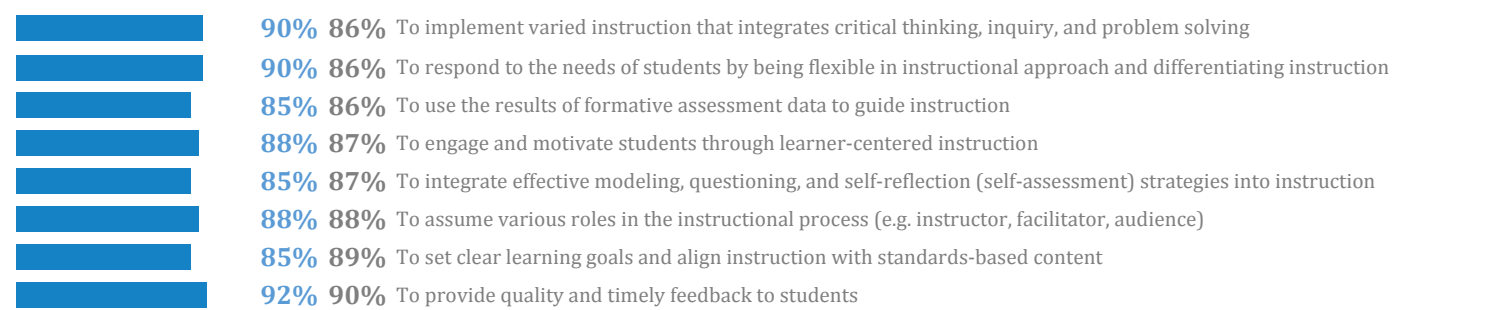 90% 86% To implement varied instruction that integrates critical thinking, inquiry, and problem solving
90% 86% To respond to the needs of students by being flexible in instructional approach and differentiating instruction
85% 86% To use the results of formative assessment data to guide instruction
88% 87% To engage and motivate students through learner-centered instruction
85% 87% To integrate effective modeling, questioning, and self-reflection (self-assessment) strategies into instruction
88% 88% To assume various roles in the instructional process (e.g. instructor, facilitator, audience)
85% 89% To set clear learning goals and align instruction with standards-based content
92% 90% To provide quality and timely feedback to students